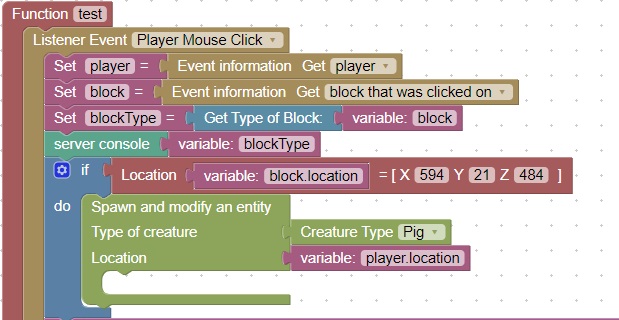 Function test
Listener Event Player Mouse Click
Set player = Event information Get player
Set block = Event information Get block that was clicked on
Set blockType = Get Type of Block: variable: block
server console variable: blockType
if Location variable: block.location = [ X 594 Y 21 Z 484 ]
do Spawn and modify an entity
Type of creature Creature Type Pig
Location variable: player.location